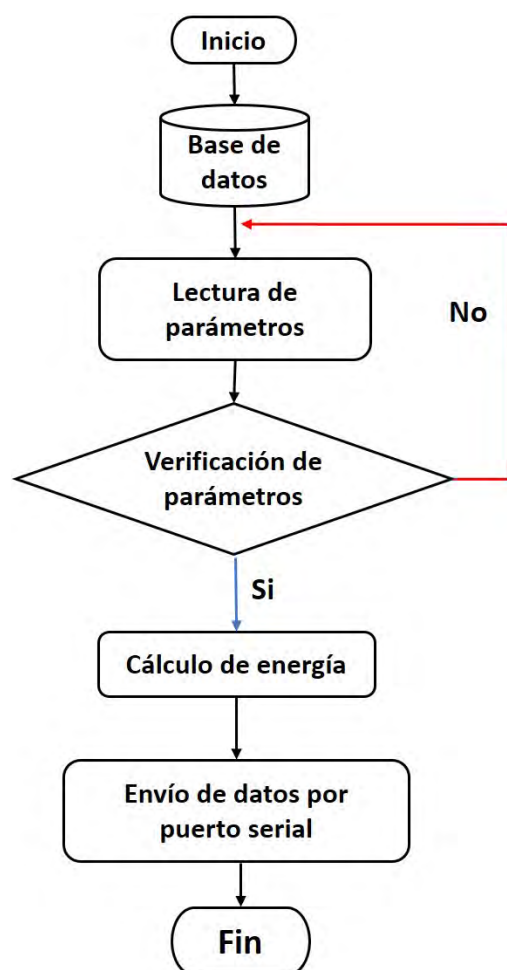 Inicio
Base de
datos
Lectura de
parámetros
No
Verificación de
parámetros
Si
Cálculo de energía
Envío de datos por
puerto serial
Fin